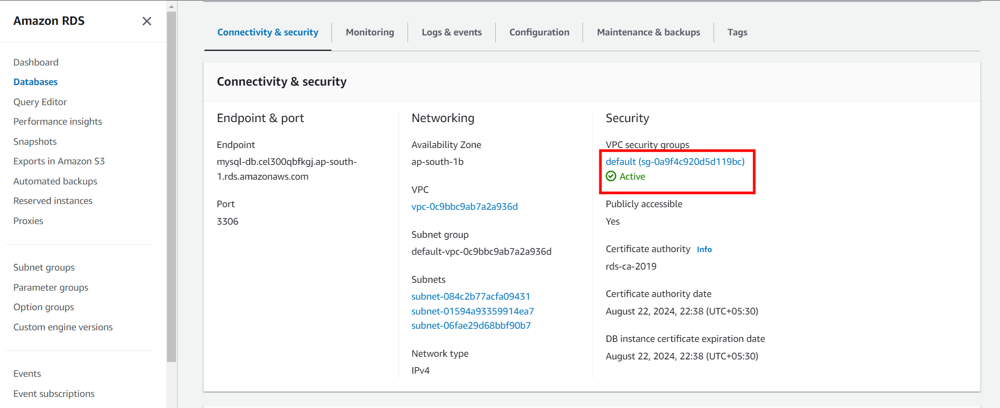 Amazon RDS
Dashboard
Databases
Query Editor
Performance insights
Snapshots
Exports in Amazon S3
Automated backups
Reserved instances
Proxies
Subnet groups
Parameter groups
Option groups
Custom engine versions
Events
Event subscriptions
Connectivity & security
Monitoring
Logs & events
Configuration
Maintenance & backups
Tags
Connectivity & security
Endpoint & port
Endpoint
mysql-db.cel300qbfkgj.ap-south-
1.rds.amazonaws.com
Port
3306
Networking
Availability Zone
ap-south-1b
VPC
vpc-0c9bbc9ab7a2a936d
Subnet group
default-vpc-0c9bbc9ab7a2a936d
Subnets
subnet-084c2b77acfa09431
subnet-01594a93359914ea7
subnet-06fae29d68bbf90b7
Network type
IPv4
Security
VPC security groups
default (sg-0a9f4c920d5d119bc)
Active
Publicly accessible
Yes
Certificate authority Info
rds-ca-2019
Certificate authority date
August 22, 2024, 22:38 (UTC+05:30)
DB instance certificate expiration date
August 22, 2024, 22:38 (UTC+05:30)